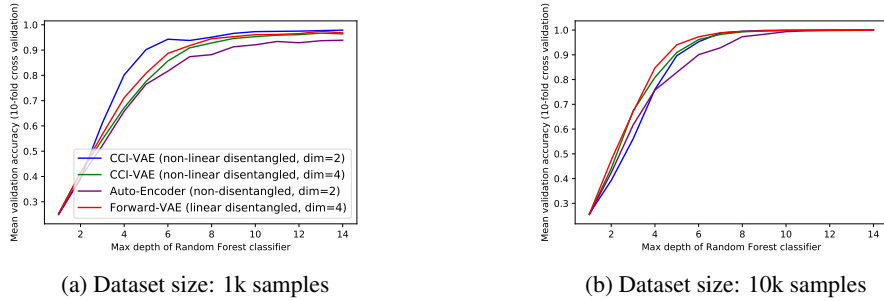 Mean validation accuracy (10-fold cross validation)
1.0
0.9
0.8
0.7
0.6
0.5
0.4
0.3
CCI-VAE (non-linear disentangled, dim=2)
CCI-VAE (non-linear disentangled, dim=4)
Auto-Encoder (non-disentangled, dim=2)
Forward-VAE (linear disentangled, dim=4)
2 4 6 8 10 12 14
Max depth of Random Forest classifier
(a) Dataset size: 1k samples
Mean validation accuracy (10-fold cross validation)
1.0
0.9
0.8
0.7
0.6
0.5
0.4
0.3
2 4 6 8 10 12 14
Max depth of Random Forest classifier
(b) Dataset size: 10k samples